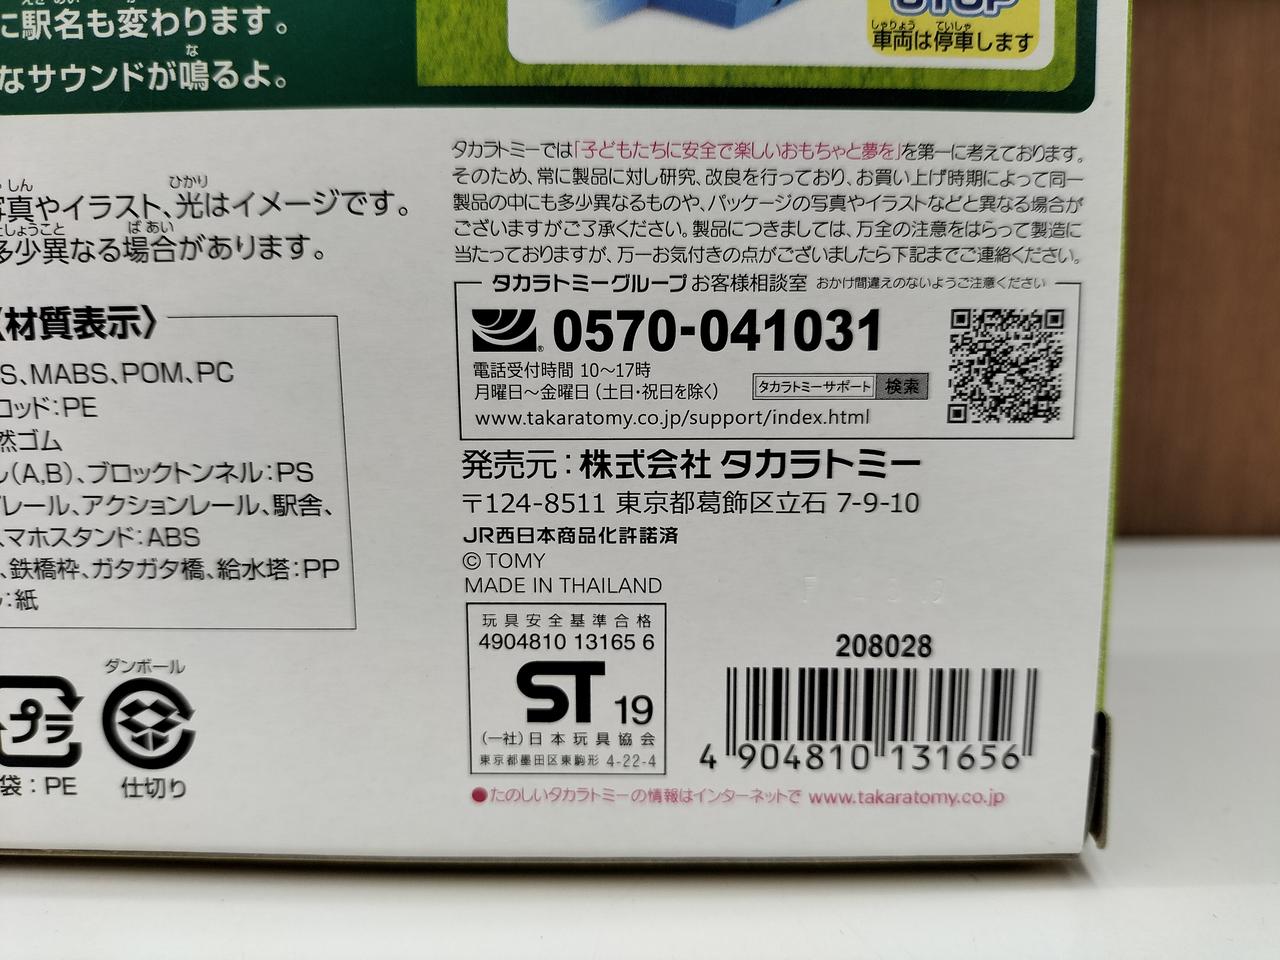 に駅名も変わります。
なサウンドが鳴るよ。
STOP
しゃりょう ていしゃ
車両は停車します
しん ひかり
写真やイラスト、光はイメージです。
ばあい
多少異なる場合があります。
〈材質表示〉
S、MABS、POM、PC
ロッド:PE
然ゴム
ル(A,B)、ブロックトンネル:PS
レール、アクションレール、駅舎、
スマホスタンド:ABS
、鉄橋枠、ガタガタ橋、給水塔:PP
:紙
プラ
袋:PE
ダンボール
仕切り
タカラトミーでは「子どもたちに安全で楽しいおもちゃと夢を」を第一に考えております。
そのため、常に製品に対し研究、改良を行っており、お買い上げ時期によって同一
製品の中にも多少異なるものや、パッケージの写真やイラストなどと異なる場合が
ございますがご了承ください。製品につきましては、万全の注意をはらって製造に
当たっておりますが、万一お気付きの点がございましたら下記までご連絡ください。
タカラトミーグループ お客様相談室 おかけ間違えのないようご注意ください
0570-041031
電話受付時間 10〜17時
月曜日〜金曜日(土日・祝日を除く)
タカラトミーサポート 検索
www.takaratomy.co.jp/support/index.html
発売元:株式会社 タカラトミー
〒124-8511 東京都葛飾区立石 7-9-10
JR西日本商品化許諾済
© TOMY
MADE IN THAILAND
玩具安全基準合格
4904810 13165 6
ST 19
(一社)日本玩具協会
東京都墨田区東駒形 4-22-4
208028
4 904810 131656
●たのしいタカラトミーの情報はインターネットで www.takaratomy.co.jp